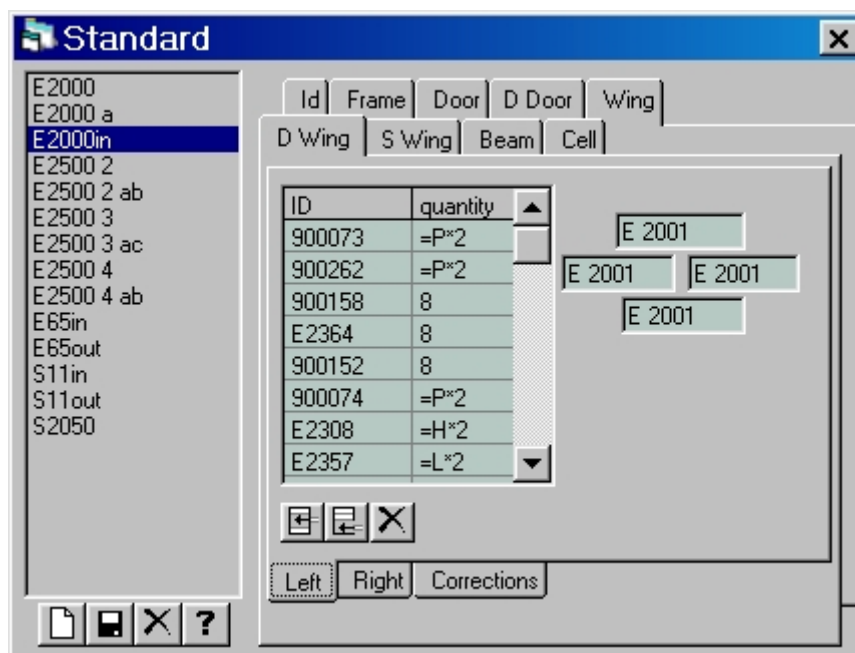 Standard
E2000
E2000 a
E2000in
E2500 2
E2500 2 ab
E2500 3
E2500 3 ac
E2500 4
E2500 4 ab
E65in
E65out
S11in
S11out
S2050
?
Id Frame Door D Door Wing
D Wing S Wing Beam Cell
ID quantity
900073 =P*2
900262 =P*2
900158 8
E2364 8
900152 8
900074 =P*2
E2308 =H*2
E2357 =L*2
E 2001
E 2001 E 2001
E 2001
Left Right Corrections